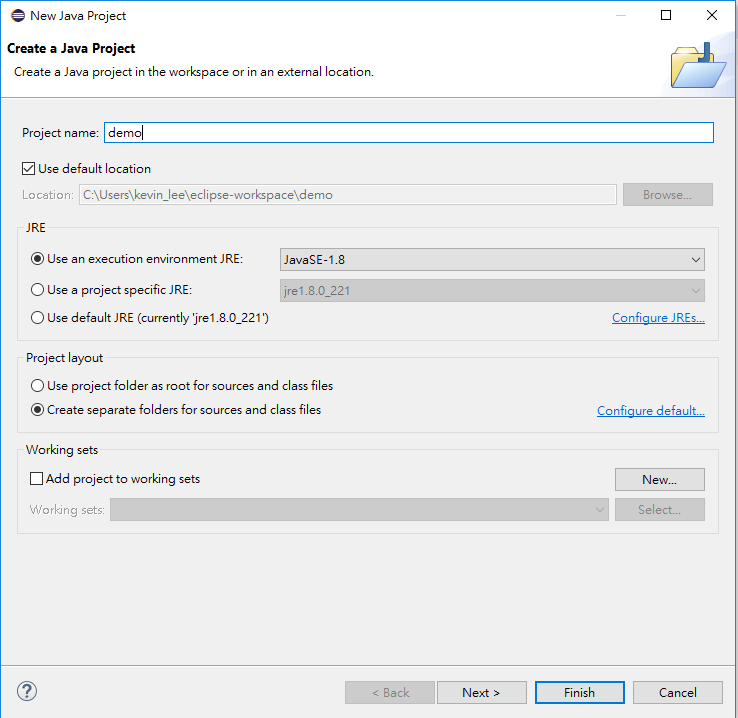 New Java Project
Create a Java Project
Create a Java project in the workspace or in an external location.
Project name: demo
Use default location
Location: C:\Users\kevin_lee\eclipse-workspace\demo Browse...
JRE
Use an execution environment JRE: JavaSE-1.8
Use a project specific JRE: jre1.8.0_221
Use default JRE (currently 'jre1.8.0_221') Configure JREs...
Project layout
Use project folder as root for sources and class files
Create separate folders for sources and class files Configure default...
Working sets
Add project to working sets New...
Working sets: Select...
? < Back Next > Finish Cancel